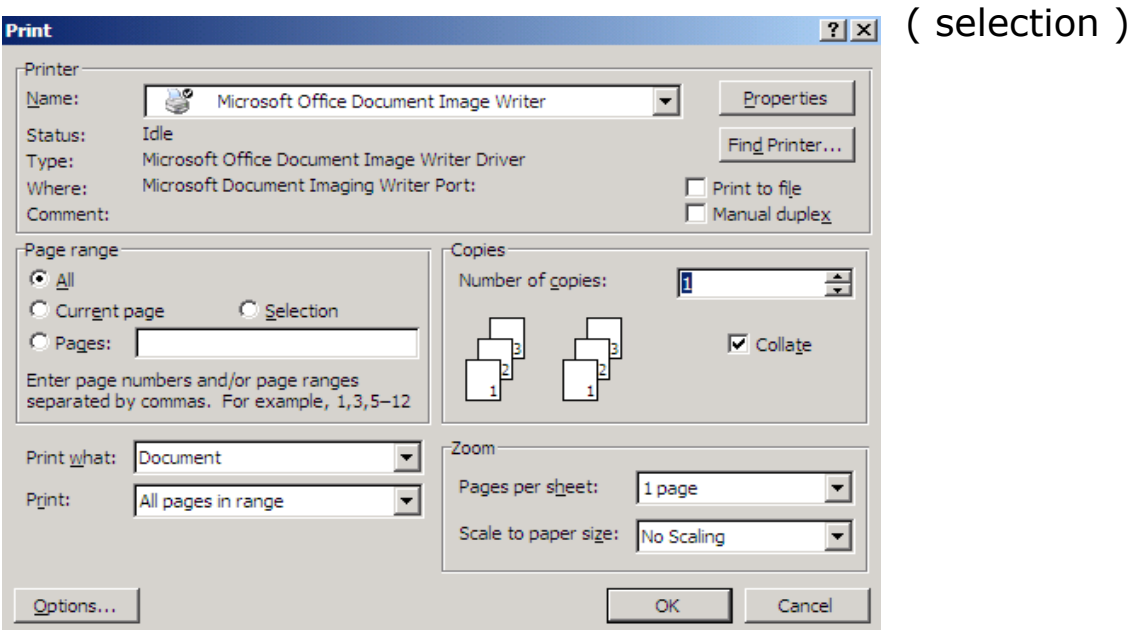 ( selection )
Print
Printer
Name: Microsoft Office Document Image Writer Properties
Status: Idle
Find Printer...
Type: Microsoft Office Document Image Writer Driver
Where: Microsoft Document Imaging Writer Port:
Print to file
Comment:
Manual duplex
Page range
All
Current page Selection
Pages:
Enter page numbers and/or page ranges
separated by commas. For example, 1,3,5–12
Copies
Number of copies: 1
3 3
2 2
1 1
Collate
Print what: Document
Print: All pages in range
Zoom
Pages per sheet: 1 page
Scale to paper size: No Scaling
Options... OK Cancel